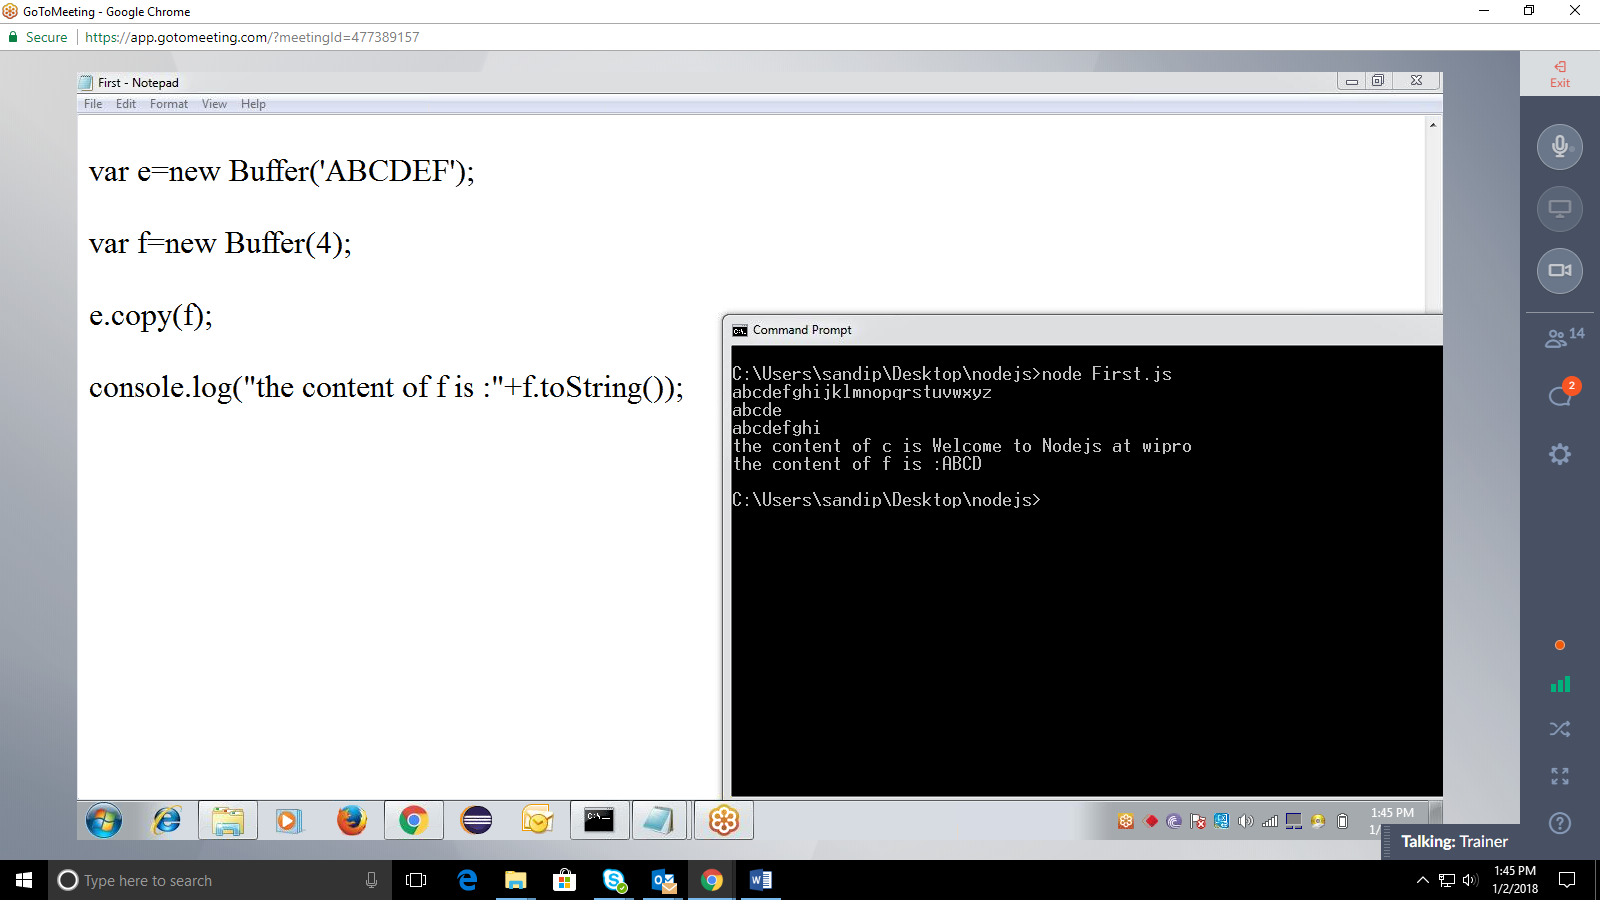 GoToMeeting - Google Chrome
Secure https://app.gotomeeting.com/?meetingId=477389157
Exit
First - Notepad
File Edit Format View Help
var e=new Buffer('ABCDEF');
var f=new Buffer(4);
e.copy(f);
console.log("the content of f is :"+f.toString());
Command Prompt
C:\Users\sandip\Desktop\nodejs>node First.js
abcdefghijklmnopqrstuvwxyz
abcde
abcdefghi
the content of c is Welcome to Nodejs at wipro
the content of f is :ABCD
C:\Users\sandip\Desktop\nodejs>
14
2
1:45 PM
1/
Talking: Trainer
Type here to search
1:45 PM
1/2/2018